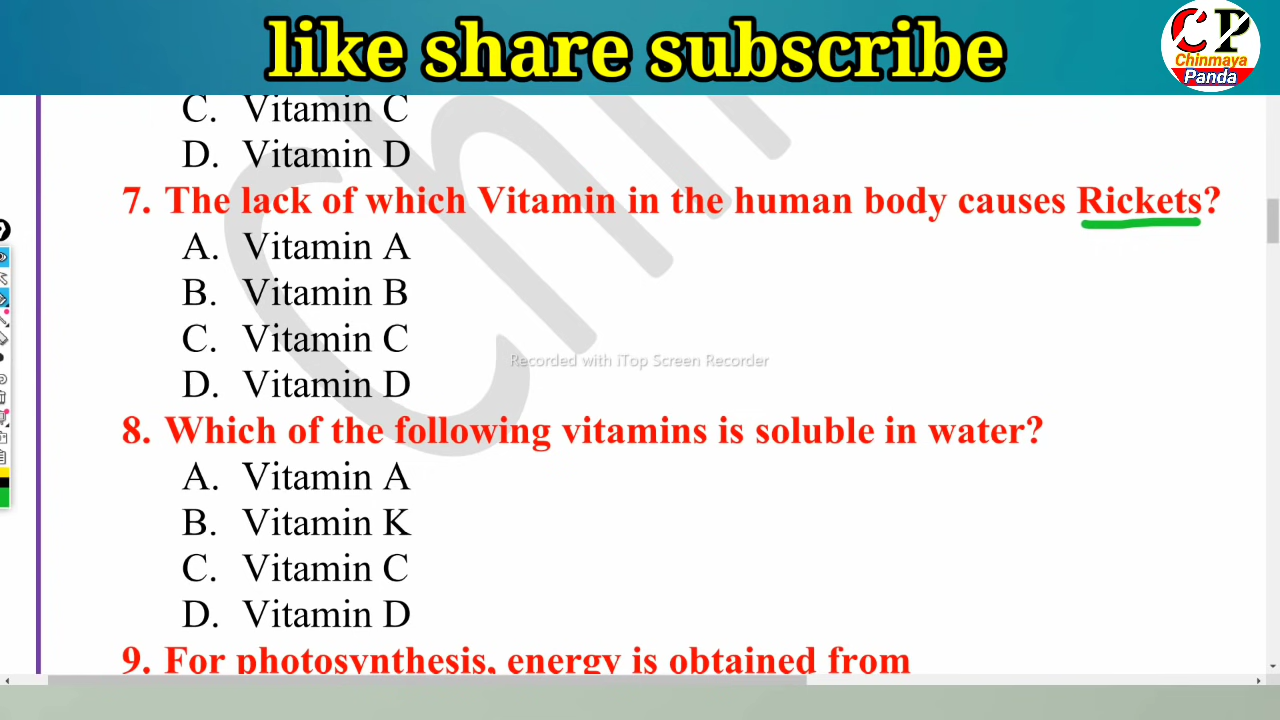 like share subscribe
CP
Chinmaya
Panda
C. Vitamin C
D. Vitamin D
7. The lack of which Vitamin in the human body causes Rickets?
A. Vitamin A
B. Vitamin B
C. Vitamin C
D. Vitamin D
Recorded with iTop Screen Recorder
8. Which of the following vitamins is soluble in water?
A. Vitamin A
B. Vitamin K
C. Vitamin C
D. Vitamin D
9. For photosynthesis, energy is obtained from